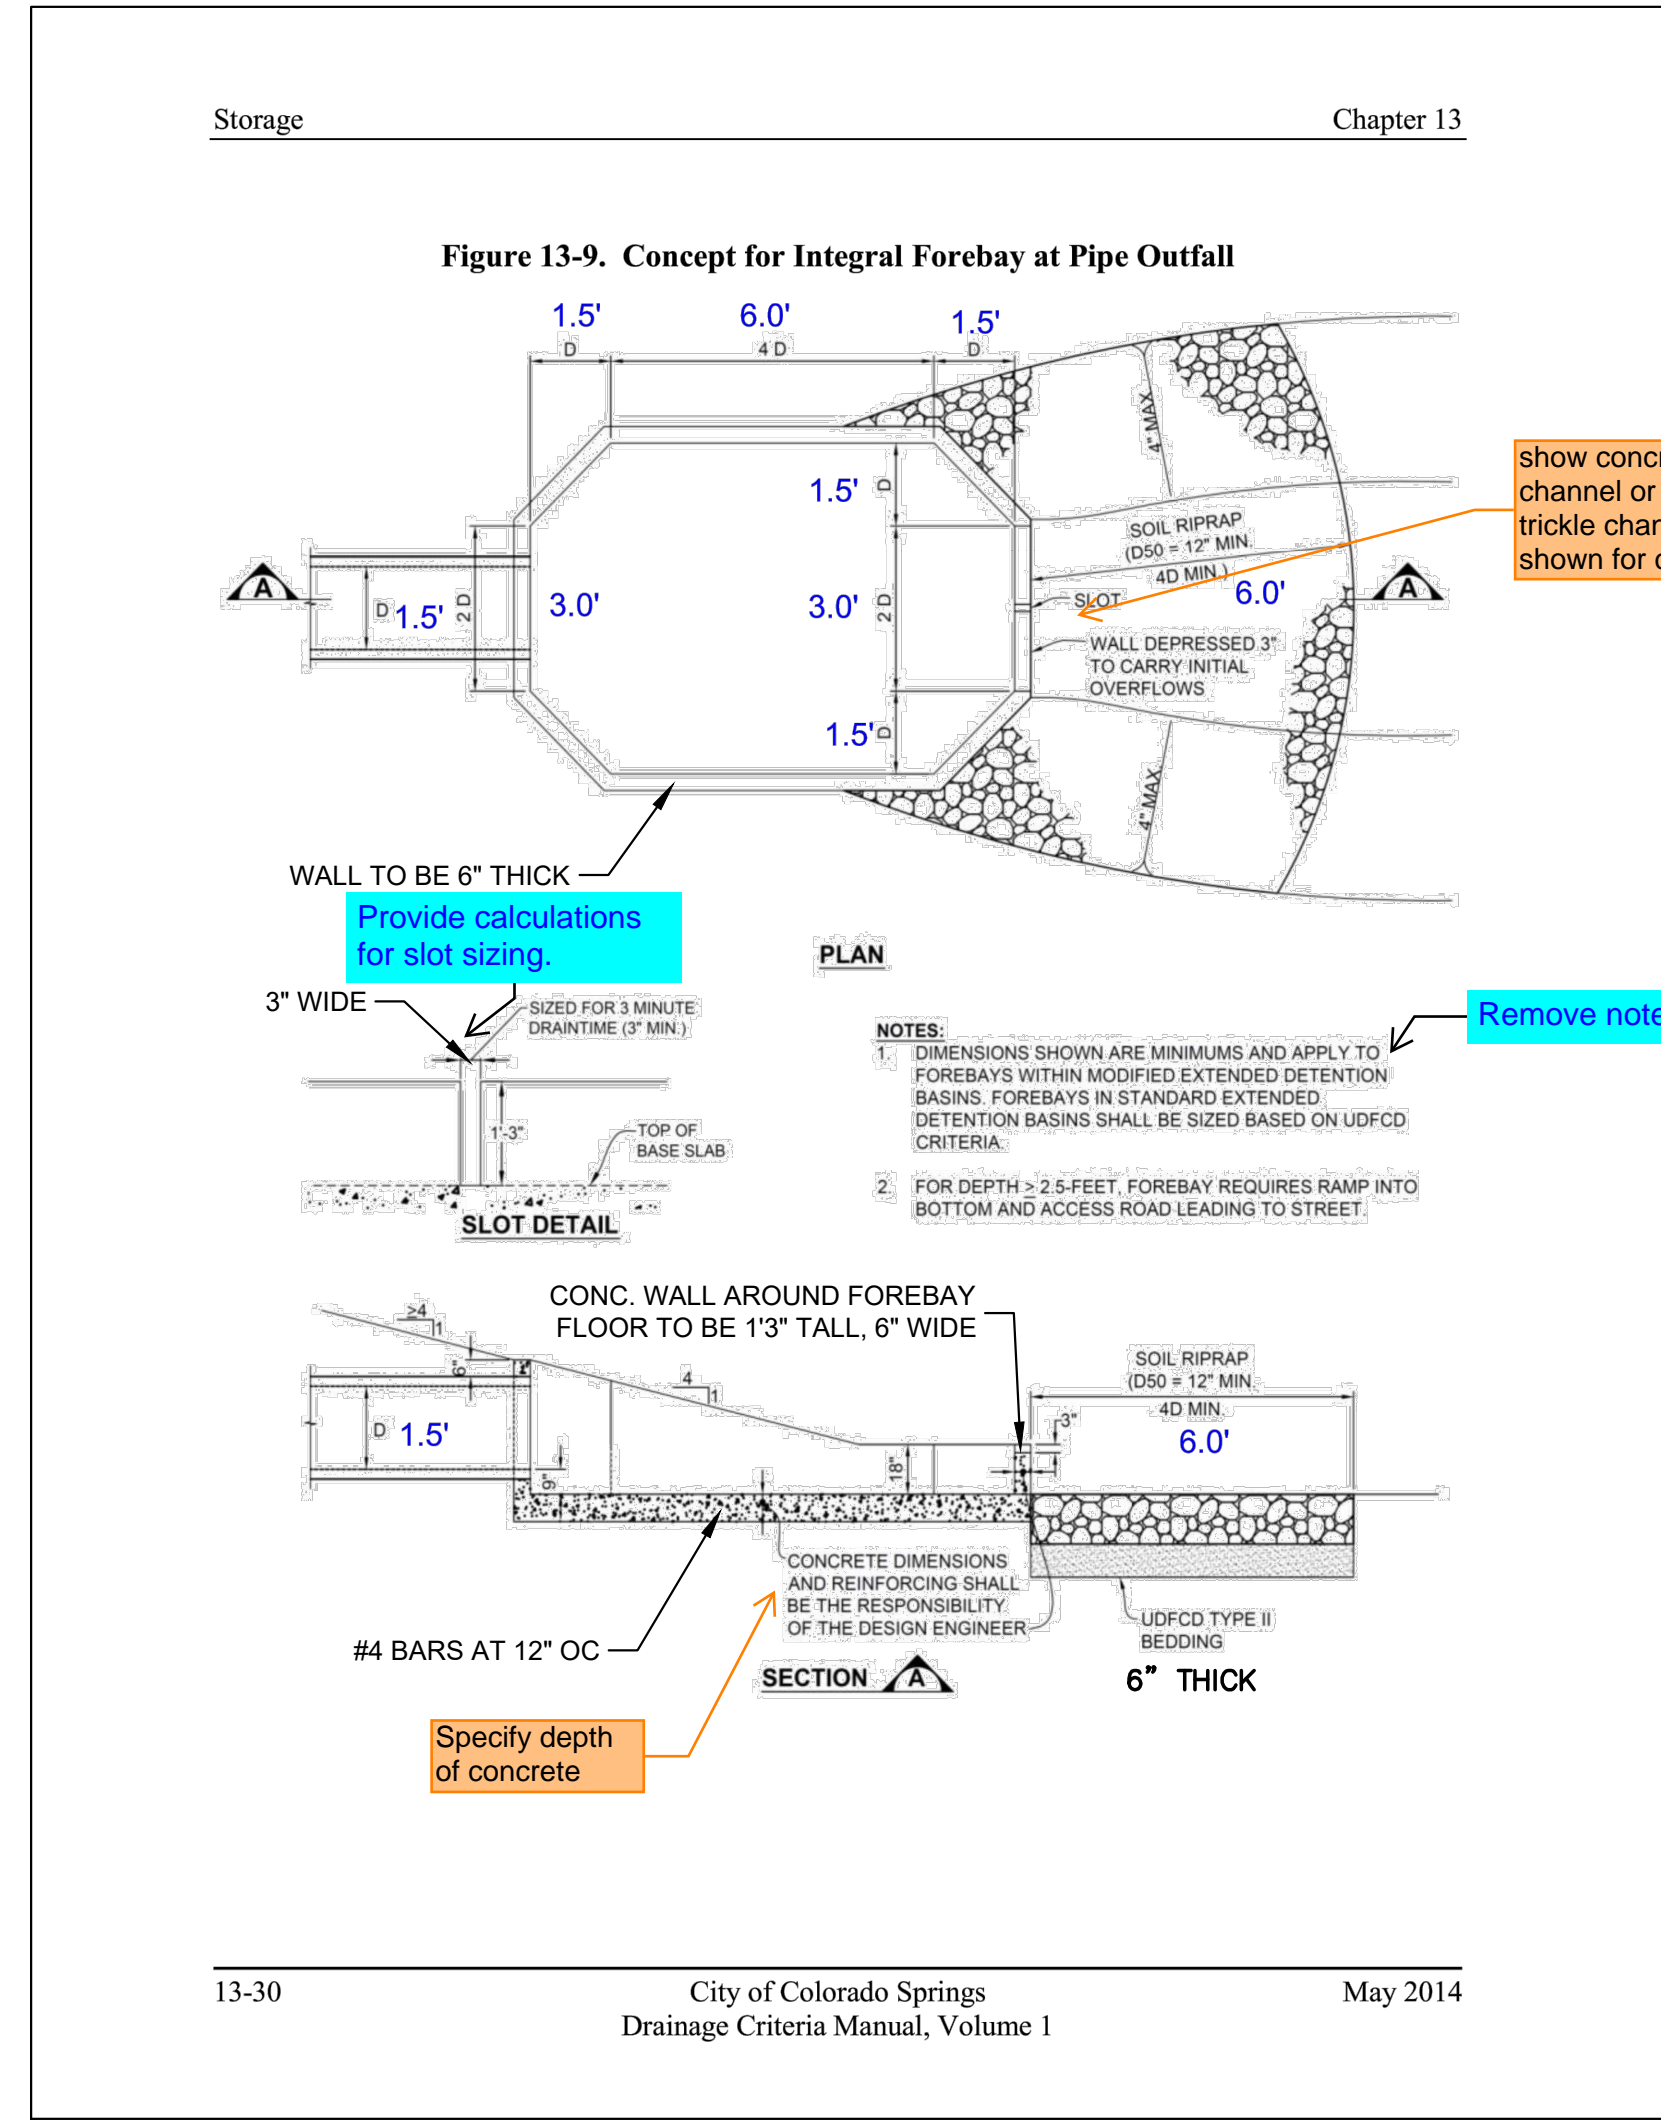 Storage
Chapter 13
Figure 13-9. Concept for Integral Forebay at Pipe Outfall
1.5'
6.0'
1.5'
D
4 D
D
4" MAX.
show
channel or
trickle
shown for
1.5'
D
SOIL RIPRAP
(D50 = 12" MIN.
4D MIN.)
6.0'
A
D
1.5'
2 D
3.0'
3.0'
2 D
SLOT
A
WALL DEPRESSED 3"
TO CARRY INITIAL
OVERFLOWS
1.5'
D
4" MAX.
WALL TO BE 6" THICK
Provide calculations
for slot sizing.
PLAN
3" WIDE
SIZED FOR 3 MINUTE
DRAINTIME (3" MIN.)
1'-3"
TOP OF
BASE SLAB
SLOT DETAIL
Remove
NOTES:
1. DIMENSIONS SHOWN ARE MINIMUMS AND APPLY TO
FOREBAYS WITHIN MODIFIED EXTENDED DETENTION
BASINS. FOREBAYS IN STANDARD EXTENDED
DETENTION BASINS SHALL BE SIZED BASED ON UDFCD
CRITERIA.
2. FOR DEPTH ≥ 2.5-FEET, FOREBAY REQUIRES RAMP INTO
BOTTOM AND ACCESS ROAD LEADING TO STREET.
CONC. WALL AROUND FOREBAY
FLOOR TO BE 1'3" TALL, 6" WIDE
≥4
1
6"
4
1
SOIL RIPRAP
(D50 = 12" MIN.
4D MIN.
6.0'
3"
D
1.5'
9"
18"
CONCRETE DIMENSIONS
AND REINFORCING SHALL
BE THE RESPONSIBILITY
OF THE DESIGN ENGINEER
UDFCD TYPE II
BEDDING
6" THICK
#4 BARS AT 12" OC
SECTION A
Specify depth
of concrete
13-30
City of Colorado Springs
May 2014
Drainage Criteria Manual, Volume 1